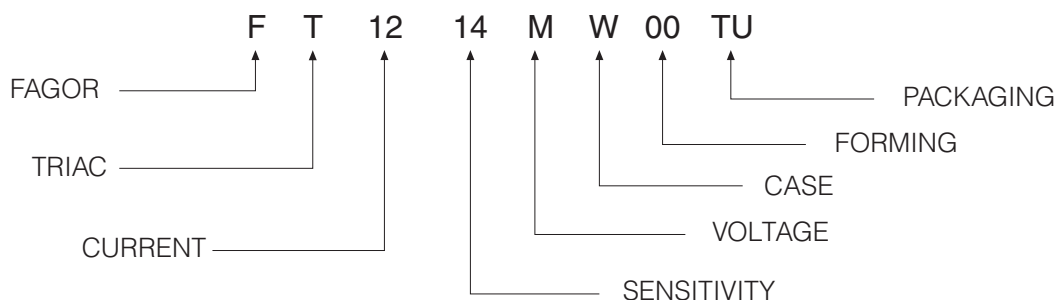 F T 12 14 M W 00 TU
FAGOR
PACKAGING
FORMING
TRIAC
CASE
VOLTAGE
CURRENT
SENSITIVITY